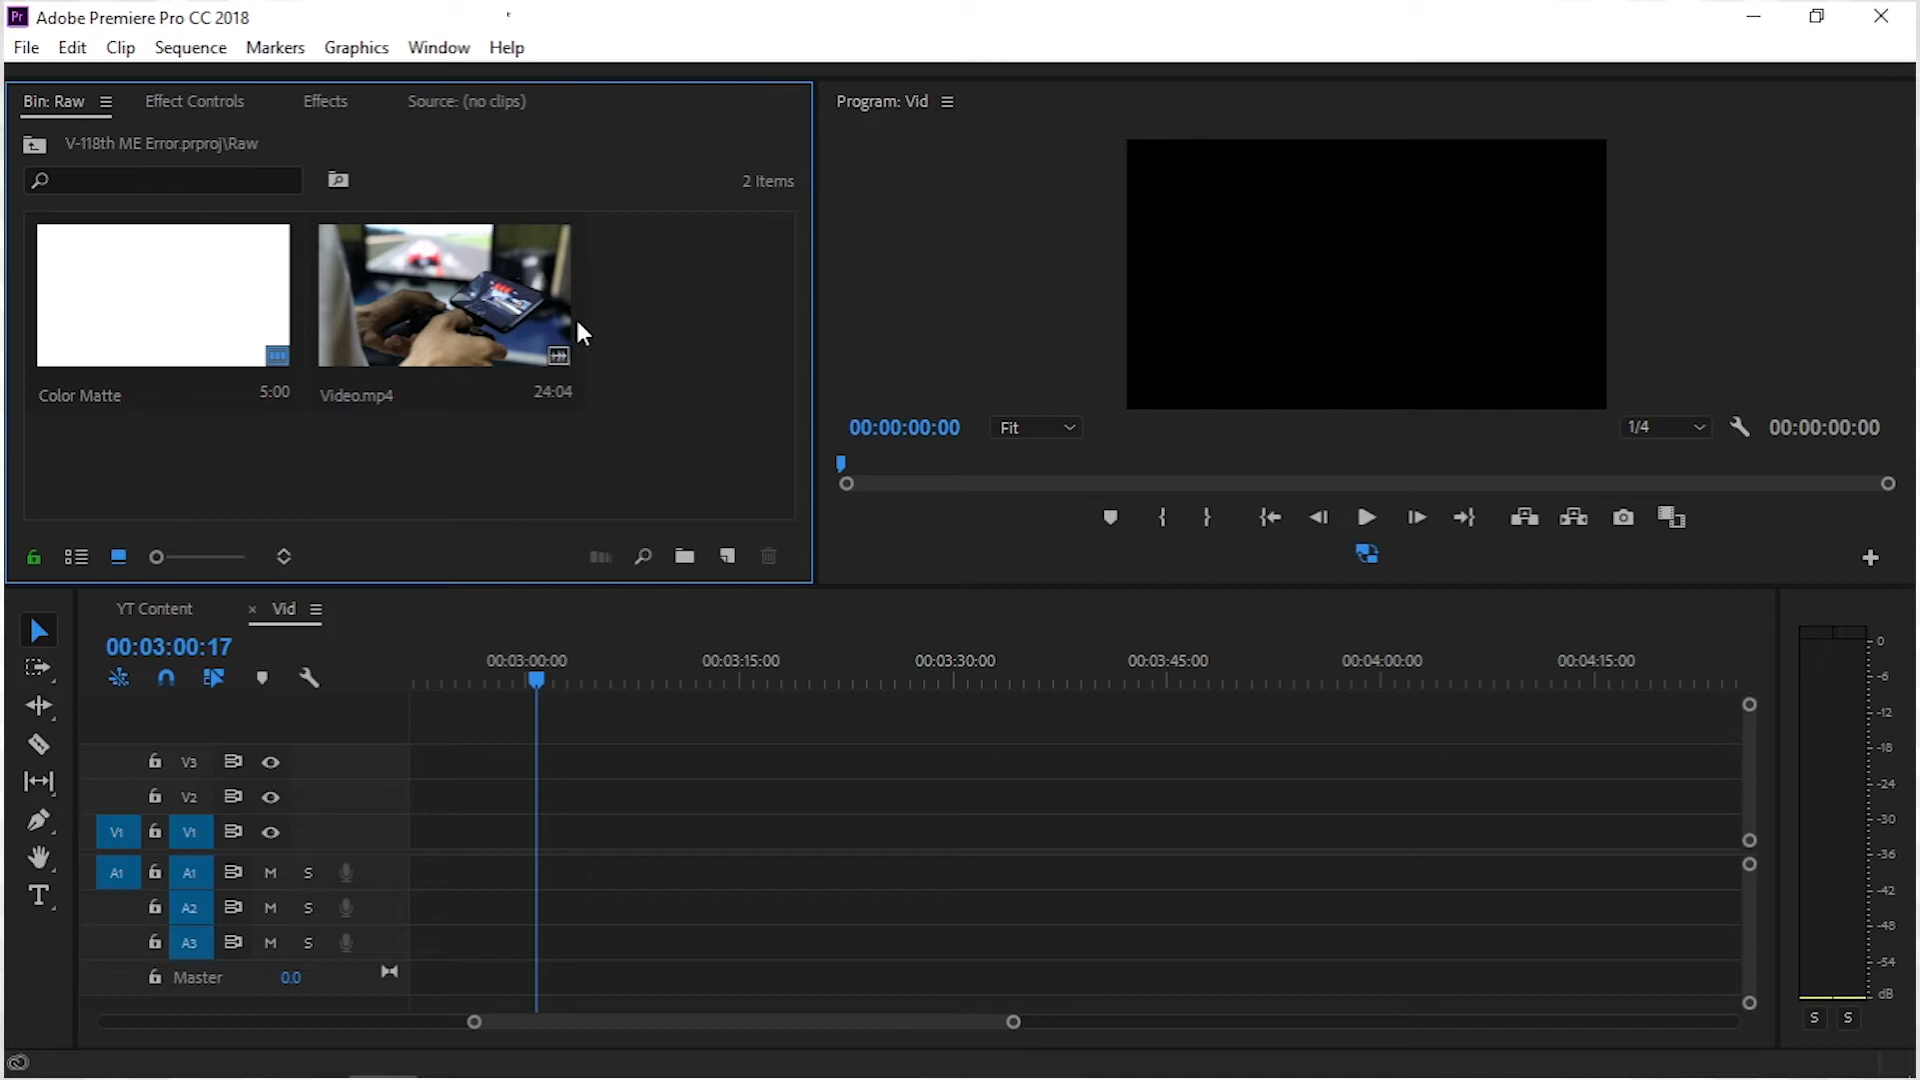 Pr Adobe Premiere Pro CC 2018
File Edit Clip Sequence Markers Graphics Window Help
Bin: Raw Effect Controls Effects Source: (no clips)
V-118th ME Error.prproj\Raw
2 Items
Color Matte 5:00
Video.mp4 24:04
Program: Vid
00:00:00:00 Fit 1/4 00:00:00:00
YT Content × Vid
00:03:00:17
00:03:00:00 00:03:15:00 00:03:30:00 00:03:45:00 00:04:00:00 00:04:15:00
V3
V2
V1 V1
A1 A1 M S
A2 M S
A3 M S
Master 0.0
T
0
-6
-12
-18
-24
-30
-36
-42
-48
-54
dB
S S